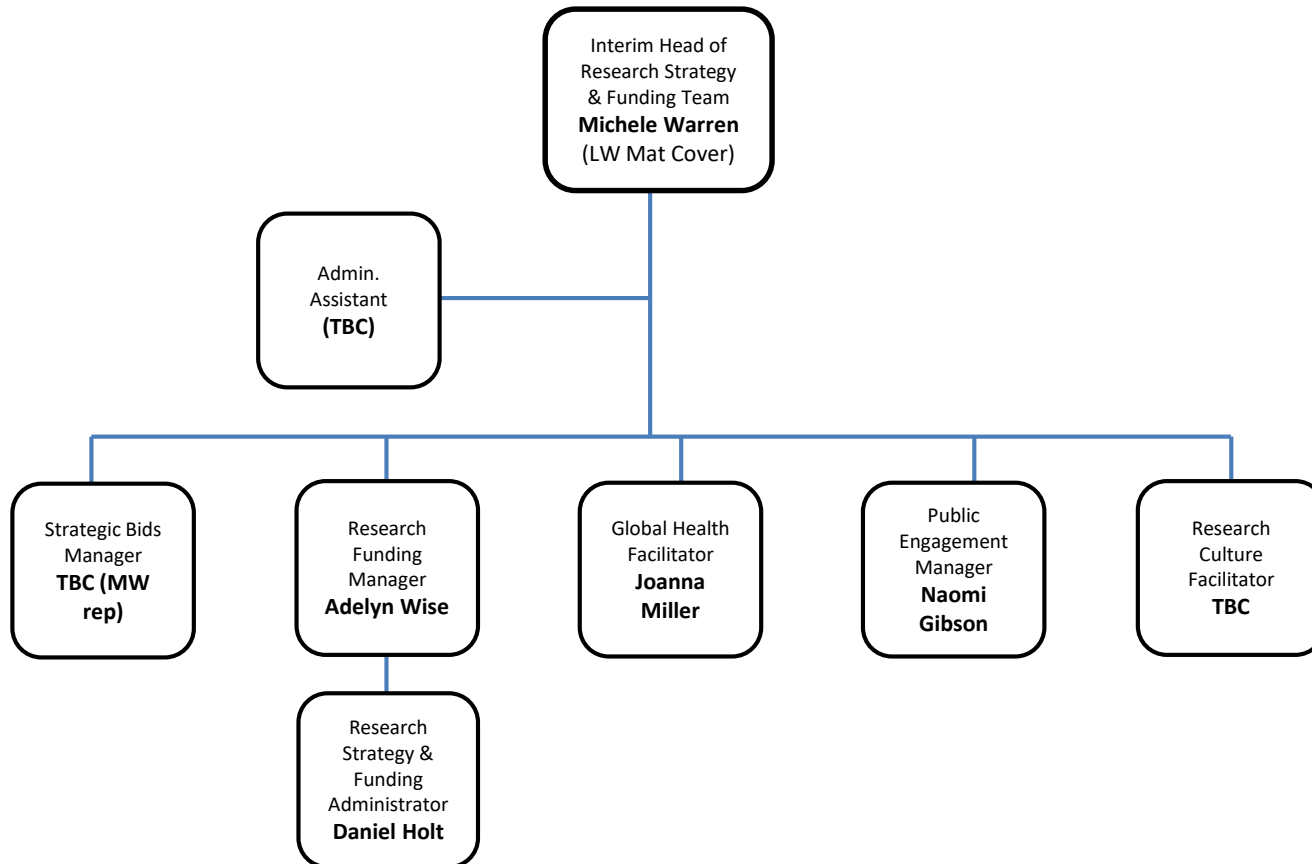 Interim Head of
Research Strategy
& Funding Team
Michele Warren
(LW Mat Cover)
Admin.
Assistant
(TBC)
Strategic Bids
Manager
TBC (MW
rep)
Research
Funding
Manager
Adelyn Wise
Global Health
Facilitator
Joanna
Miller
Public
Engagement
Manager
Naomi
Gibson
Research
Culture
Facilitator
TBC
Research
Strategy &
Funding
Administrator
Daniel Holt